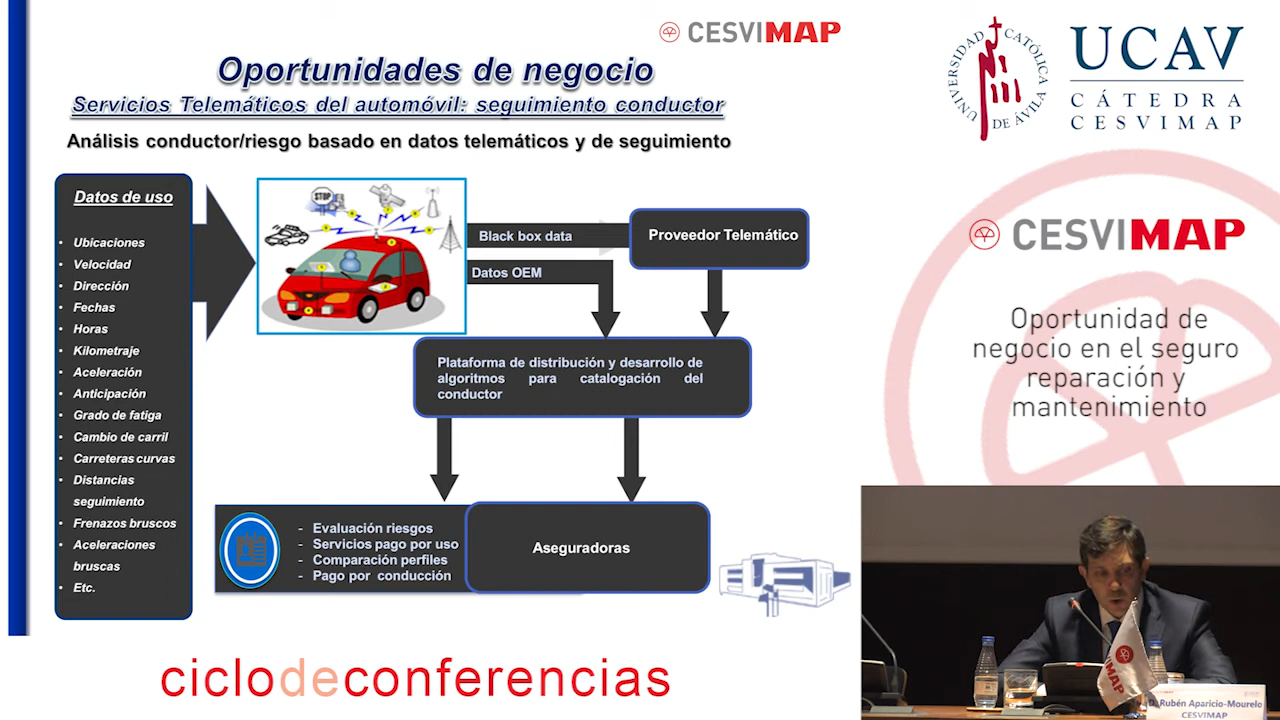 CESVIMAP
Oportunidades de negocio
Servicios Telemáticos del automóvil: seguimiento conductor
Análisis conductor/riesgo basado en datos telemáticos y de seguimiento
Datos de uso
• Ubicaciones
• Velocidad
• Dirección
• Fechas
• Horas
• Kilometraje
• Aceleración
• Anticipación
• Grado de fatiga
• Cambio de carril
• Carreteras curvas
• Distancias
seguimiento
• Frenazos bruscos
• Aceleraciones
bruscas
• Etc.
STOP
Black box data
Datos OEM
Proveedor Telemático
Plataforma de distribución y desarrollo de
algoritmos para catalogación del
conductor
- Evaluación riesgos
- Servicios pago por uso
- Comparación perfiles
- Pago por conducción
Aseguradoras
ciclodeconferencias
UNIVERSIDAD CATÓLICA
DE ÁVILA
UCAV
CÁTEDRA
CESVIMAP
CESVIMAP
Oportunidad de
negocio en el seguro
reparación y
mantenimiento
VIMAP
D. Rubén Aparicio-Mourelo
CESVIMAP